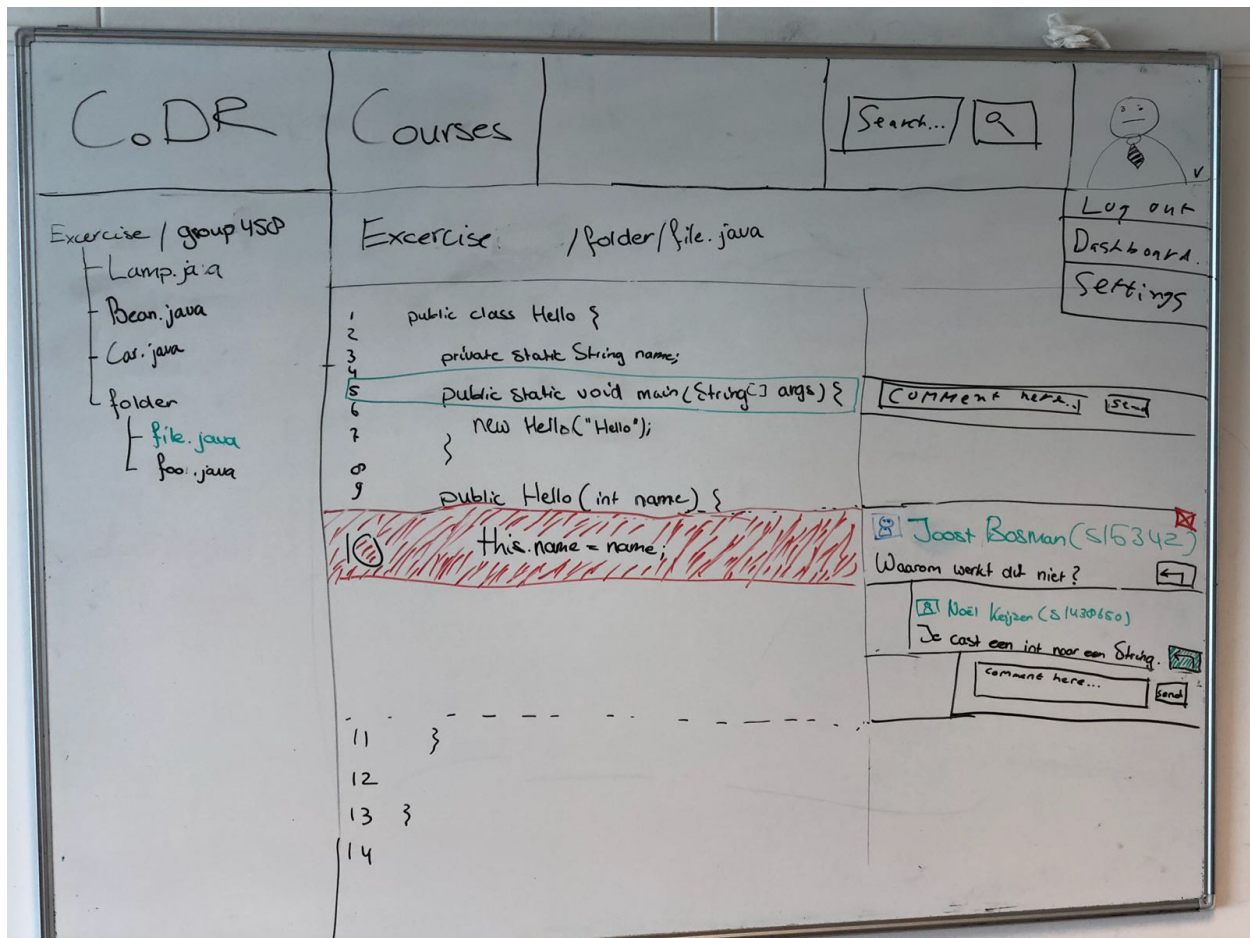 CoDR
Courses
Search...
Log out
Dashboard.
Settings
Excercise / group 458
Lamp.java
Bean.java
Car.java
folder
file.java
foo.java
Excercise /folder/file.java
1 public class Hello {
2
3 private static String name;
4
5 public static void main(String[] args) {
6 new Hello("Hello");
7 }
8
9 public Hello (int name) {
10 this.name = name;
11 }
12
13 }
14
Comment here... send
Joost Bosman (S15342)
Waarom werkt dit niet?
Noël Keijzer (S1430650)
Je cast een int naar een String.
comment here... send